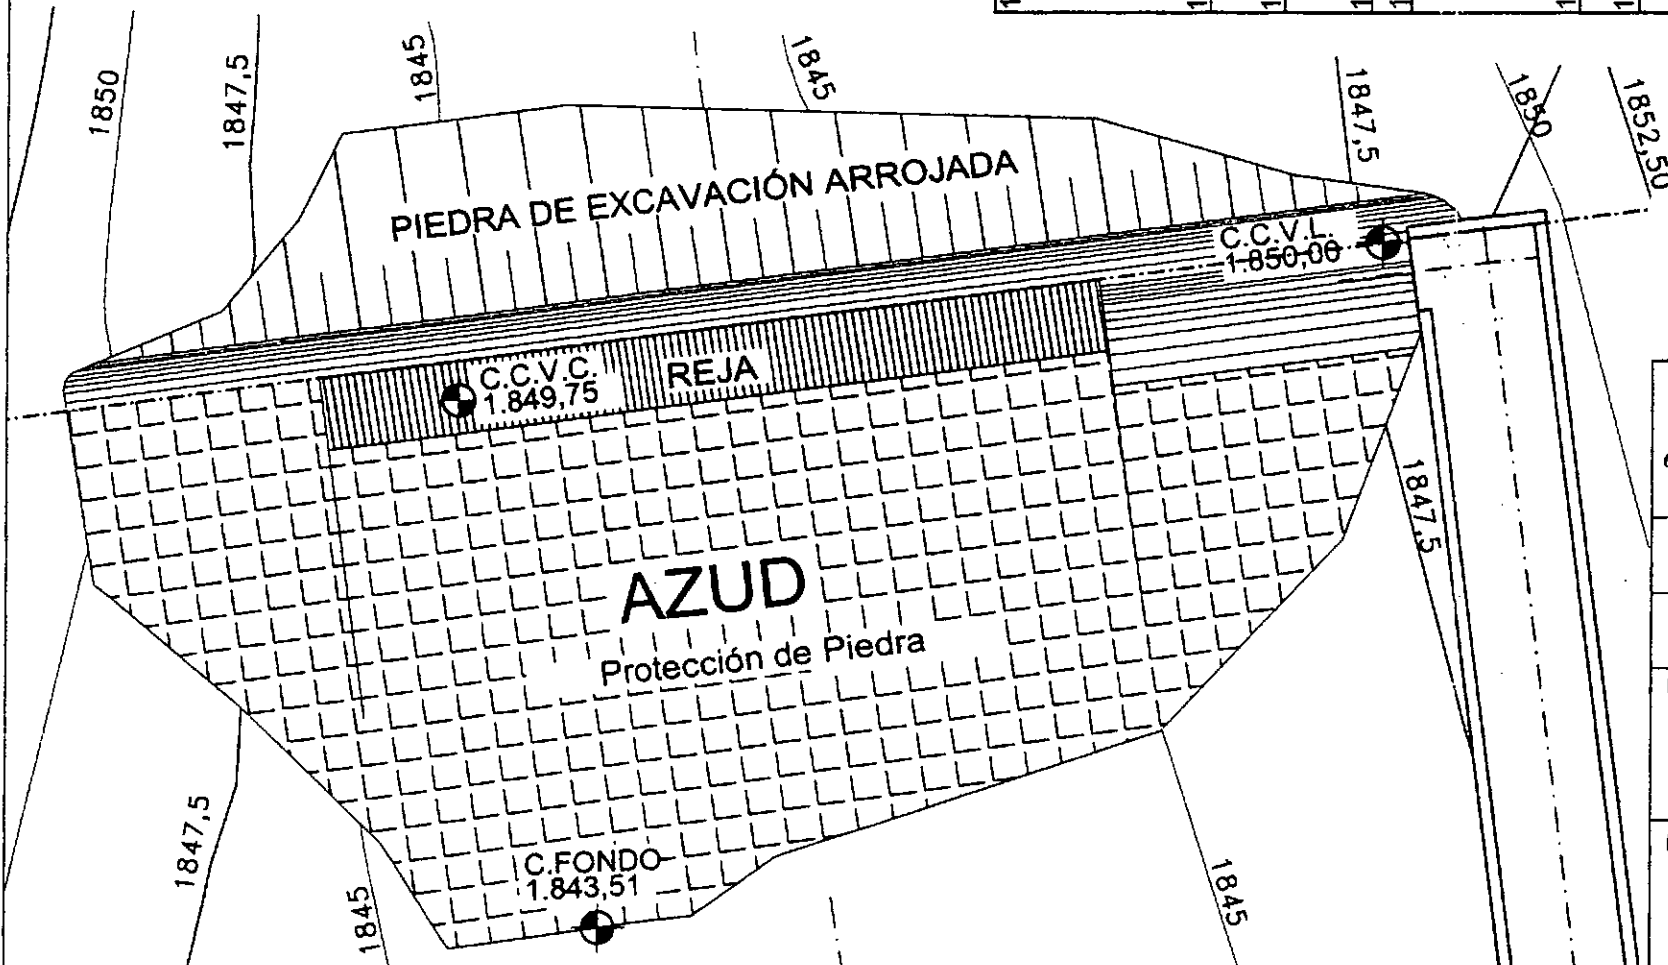 1850
1847,5
1845
1845
1847,5
1850
1852,50
PIEDRA DE EXCAVACIÓN ARROJADA
C.C.V.L.
1.850,00
C.C.V.C.
1.849,75
REJA
1847,5
AZUD
Protección de Piedra
1847,5
C.FONDO
1.843,51
1845
1845